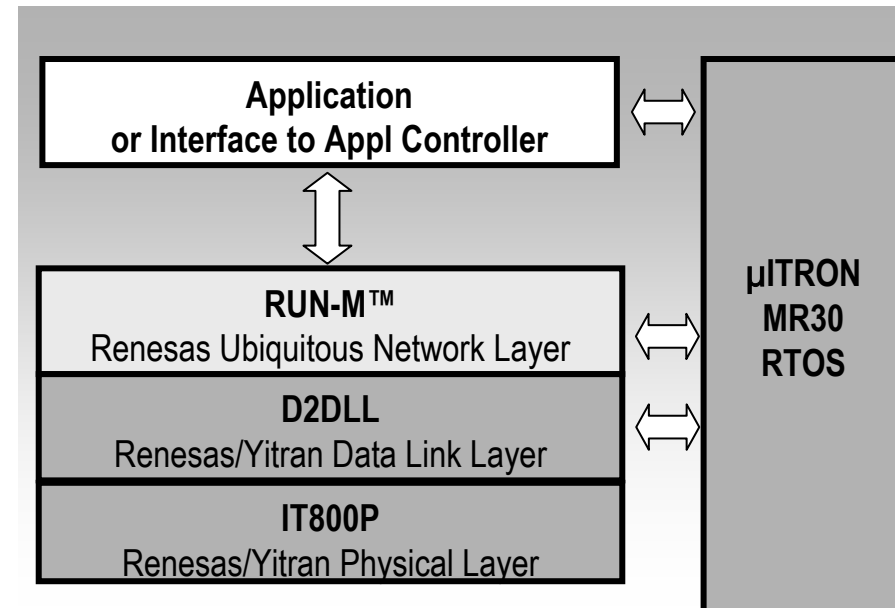 Application
or Interface to Appl Controller
RUN-M™
Renesas Ubiquitous Network Layer
D2DLL
Renesas/Yitran Data Link Layer
IT800P
Renesas/Yitran Physical Layer
µITRON
MR30
RTOS